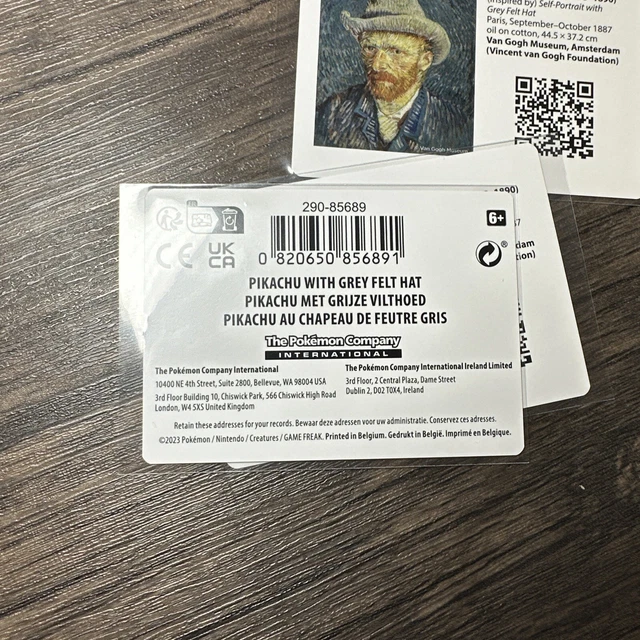 (Inspired by) Self-Portrait with
Grey Felt Hat
Paris, September–October 1887
oil on cotton, 44.5 × 37.2 cm
Van Gogh Museum, Amsterdam
(Vincent van Gogh Foundation)
Van Gogh Museum
290-85689
6+
CE
UK
CA
0 820650 856891
PIKACHU WITH GREY FELT HAT
PIKACHU MET GRIJZE VILTHOED
PIKACHU AU CHAPEAU DE FEUTRE GRIS
The Pokémon Company
INTERNATIONAL
The Pokémon Company International
10400 NE 4th Street, Suite 2800, Bellevue, WA 98004 USA
3rd Floor Building 10, Chiswick Park, 566 Chiswick High Road
London, W4 5XS United Kingdom
The Pokémon Company International Ireland Limited
3rd Floor, 2 Central Plaza, Dame Street
Dublin 2, D02 T0X4, Ireland
Retain these addresses for your records. Bewaar deze adressen voor uw administratie. Conservez ces adresses.
©2023 Pokémon / Nintendo / Creatures / GAME FREAK. Printed in Belgium. Gedrukt in België. Imprimé en Belgique.